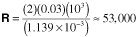 R = (2)(0.03)(10³) / (1.139×10⁻³) ≈ 53,000